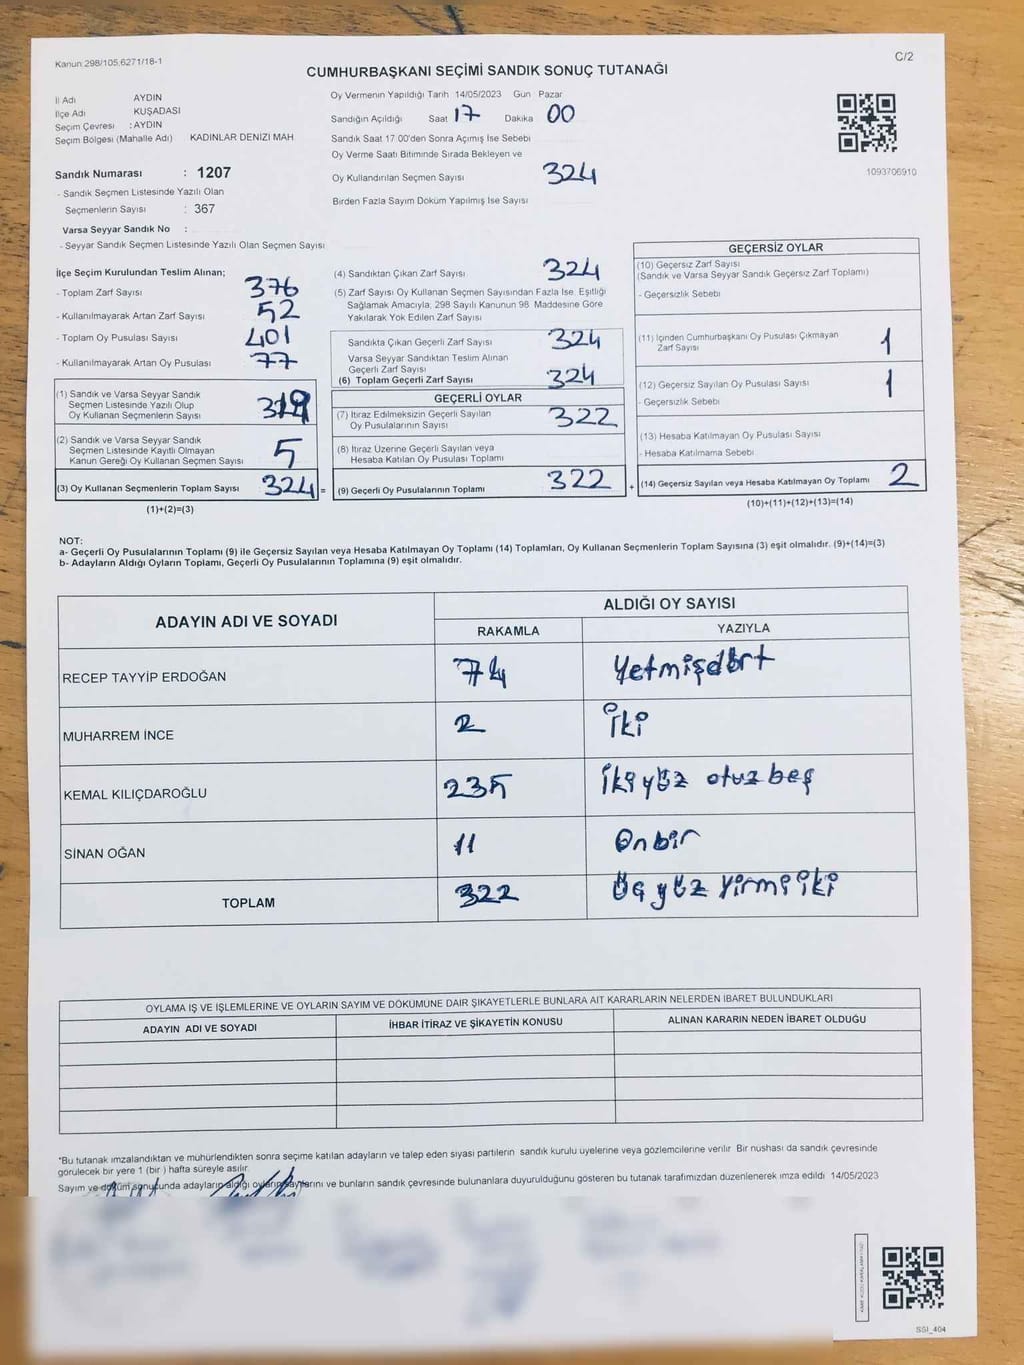 Kanun:298/105,6271/18-1
C/2
CUMHURBAŞKANI SEÇİMİ SANDIK SONUÇ TUTANAĞI
İl Adı AYDIN
İlçe Adı KUŞADASI
Seçim Çevresi : AYDIN
Seçim Bölgesi (Mahalle Adı) KADINLAR DENİZİ MAH.
Sandık Numarası : 1207
- Sandık Seçmen Listesinde Yazılı Olan
Seçmenlerin Sayısı : 367
Varsa Seyyar Sandık No :
- Seyyar Sandık Seçmen Listesinde Yazılı Olan Seçmen Sayısı
Oy Vermenin Yapıldığı Tarih 14/05/2023 Gün Pazar
Sandığın Açıldığı Saat 17 Dakika 00
Sandık Saat 17:00'den Sonra Açımış İse Sebebi
Oy Verme Saati Bitiminde Sırada Bekleyen ve
Oy Kullandırılan Seçmen Sayısı 324
Birden Fazla Sayım Döküm Yapılmış İse Sayısı
1093706910
İlçe Seçim Kurulundan Teslim Alınan;
- Toplam Zarf Sayısı 376
- Kullanılmayarak Artan Zarf Sayısı 52
- Toplam Oy Pusulası Sayısı 401
- Kullanılmayarak Artan Oy Pusulası 77
(1) Sandık ve Varsa Seyyar Sandık
Seçmen Listesinde Yazılı Olup
Oy Kullanan Seçmenlerin Sayısı 319
(2) Sandık ve Varsa Seyyar Sandık
Seçmen Listesinde Kayıtlı Olmayan
Kanun Gereği Oy Kullanan Seçmen Sayısı 5
(3) Oy Kullanan Seçmenlerin Toplam Sayısı 324 =
(1)+(2)=(3)
(4) Sandıktan Çıkan Zarf Sayısı 324
(5) Zarf Sayısı Oy Kullanan Seçmen Sayısından Fazla İse, Eşitliği
Sağlamak Amacıyla; 298 Sayılı Kanunun 98. Maddesine Göre
Yakılarak Yok Edilen Zarf Sayısı
Sandıkta Çıkan Geçerli Zarf Sayısı 324
Varsa Seyyar Sandıktan Teslim Alınan
Geçerli Zarf Sayısı
(6) Toplam Geçerli Zarf Sayısı 324
GEÇERLİ OYLAR
(7) İtiraz Edilmeksizin Geçerli Sayılan
Oy Pusulalarının Sayısı 322
(8) İtiraz Üzerine Geçerli Sayılan veya
Hesaba Katılan Oy Pusulası Toplamı
(9) Geçerli Oy Pusulalarının Toplamı 322 +
GEÇERSİZ OYLAR
(10) Geçersiz Zarf Sayısı
(Sandık ve Varsa Seyyar Sandık Geçersiz Zarf Toplamı)
- Geçersizlik Sebebi
(11) İçinden Cumhurbaşkanı Oy Pusulası Çıkmayan
Zarf Sayısı 1
(12) Geçersiz Sayılan Oy Pusulası Sayısı 1
- Geçersizlik Sebebi
(13) Hesaba Katılmayan Oy Pusulası Sayısı
- Hesaba Katılmama Sebebi
(14) Geçersiz Sayılan veya Hesaba Katılmayan Oy Toplamı 2
(10)+(11)+(12)+(13)=(14)
NOT:
a- Geçerli Oy Pusulalarının Toplamı (9) ile Geçersiz Sayılan veya Hesaba Katılmayan Oy Toplamı (14) Toplamları, Oy Kullanan Seçmenlerin Toplam Sayısına (3) eşit olmalıdır. (9)+(14)=(3)
b- Adayların Aldığı Oyların Toplamı, Geçerli Oy Pusulalarının Toplamına (9) eşit olmalıdır.
ADAYIN ADI VE SOYADI
ALDIĞI OY SAYISI
RAKAMLA YAZIYLA
RECEP TAYYİP ERDOĞAN 74 Yetmişdört
MUHARREM İNCE 2 İki
KEMAL KILIÇDAROĞLU 235 İkiyüz otuzbeş
SİNAN OĞAN 11 Onbir
TOPLAM 322 Üçyüz Yirmiiki
OYLAMA İŞ VE İŞLEMLERİNE VE OYLARIN SAYIM VE DÖKÜMÜNE DAİR ŞİKAYETLERLE BUNLARA AİT KARARLARIN NELERDEN İBARET BULUNDUKLARI
ADAYIN ADI VE SOYADI İHBAR İTİRAZ VE ŞİKAYETİN KONUSU ALINAN KARARIN NEDEN İBARET OLDUĞU
*Bu tutanak imzalandıktan ve mühürlendikten sonra seçime katılan adayların ve talep eden siyasi partilerin sandık kurulu üyelerine veya gözlemcilerine verilir. Bir nüshası da sandık çevresinde
görülecek bir yere 1 (bir ) hafta süreyle asılır.
Sayım ve döküm sonucunda adayların aldığı oyların sayılarını ve bunların sandık çevresinde bulunanlara duyurulduğunu gösteren bu tutanak tarafımızdan düzenlenerek imza edildi. 14/05/2023
SSI_404